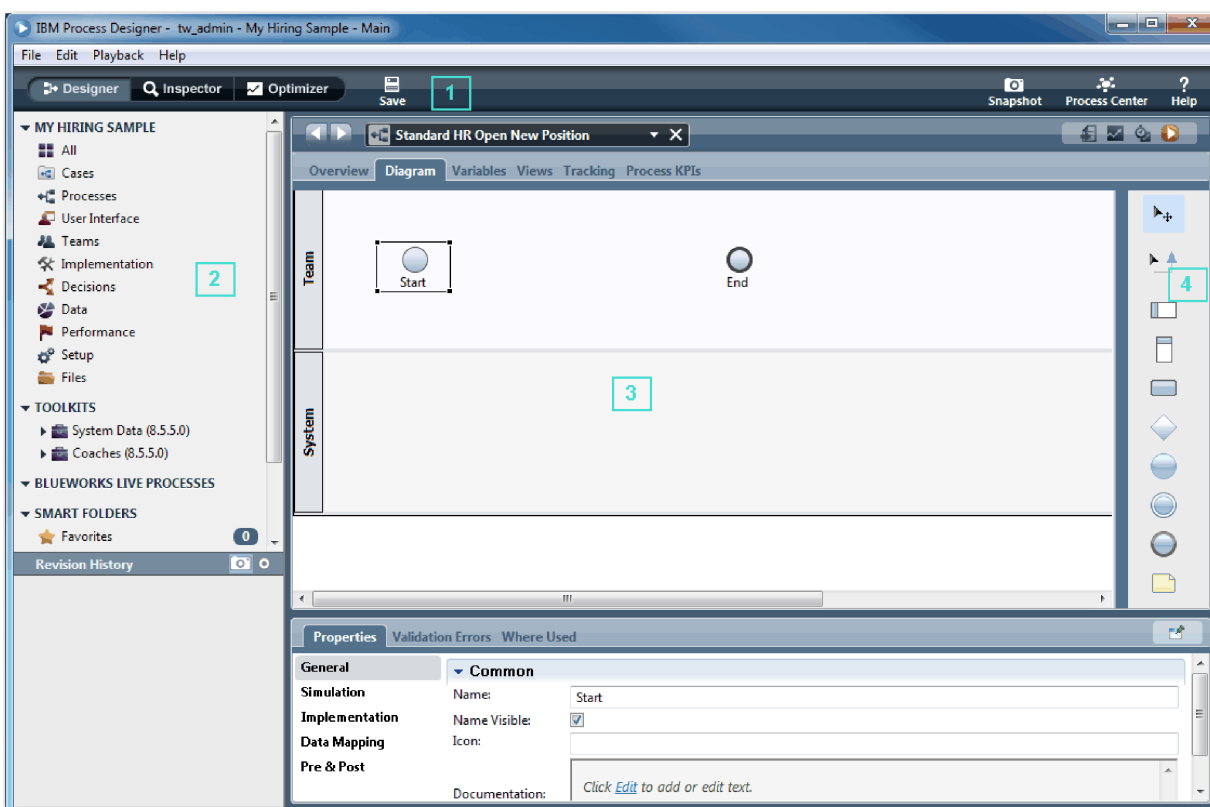 IBM Process Designer - tw_admin - My Hiring Sample - Main
File Edit Playback Help
Designer Inspector Optimizer Save 1 Snapshot Process Center Help
MY HIRING SAMPLE
All
Cases
Processes
User Interface
Teams
Implementation
Decisions
Data
Performance
Setup
Files
2
TOOLKITS
System Data (8.5.5.0)
Coaches (8.5.5.0)
BLUEWORKS LIVE PROCESSES
SMART FOLDERS
Favorites 0
Revision History
Standard HR Open New Position
Overview Diagram Variables Views Tracking Process KPIs
Team
Start
End
System
3
4
Properties Validation Errors Where Used
General
Simulation
Implementation
Data Mapping
Pre & Post
Common
Name: Start
Name Visible:
Icon:
Documentation: Click Edit to add or edit text.